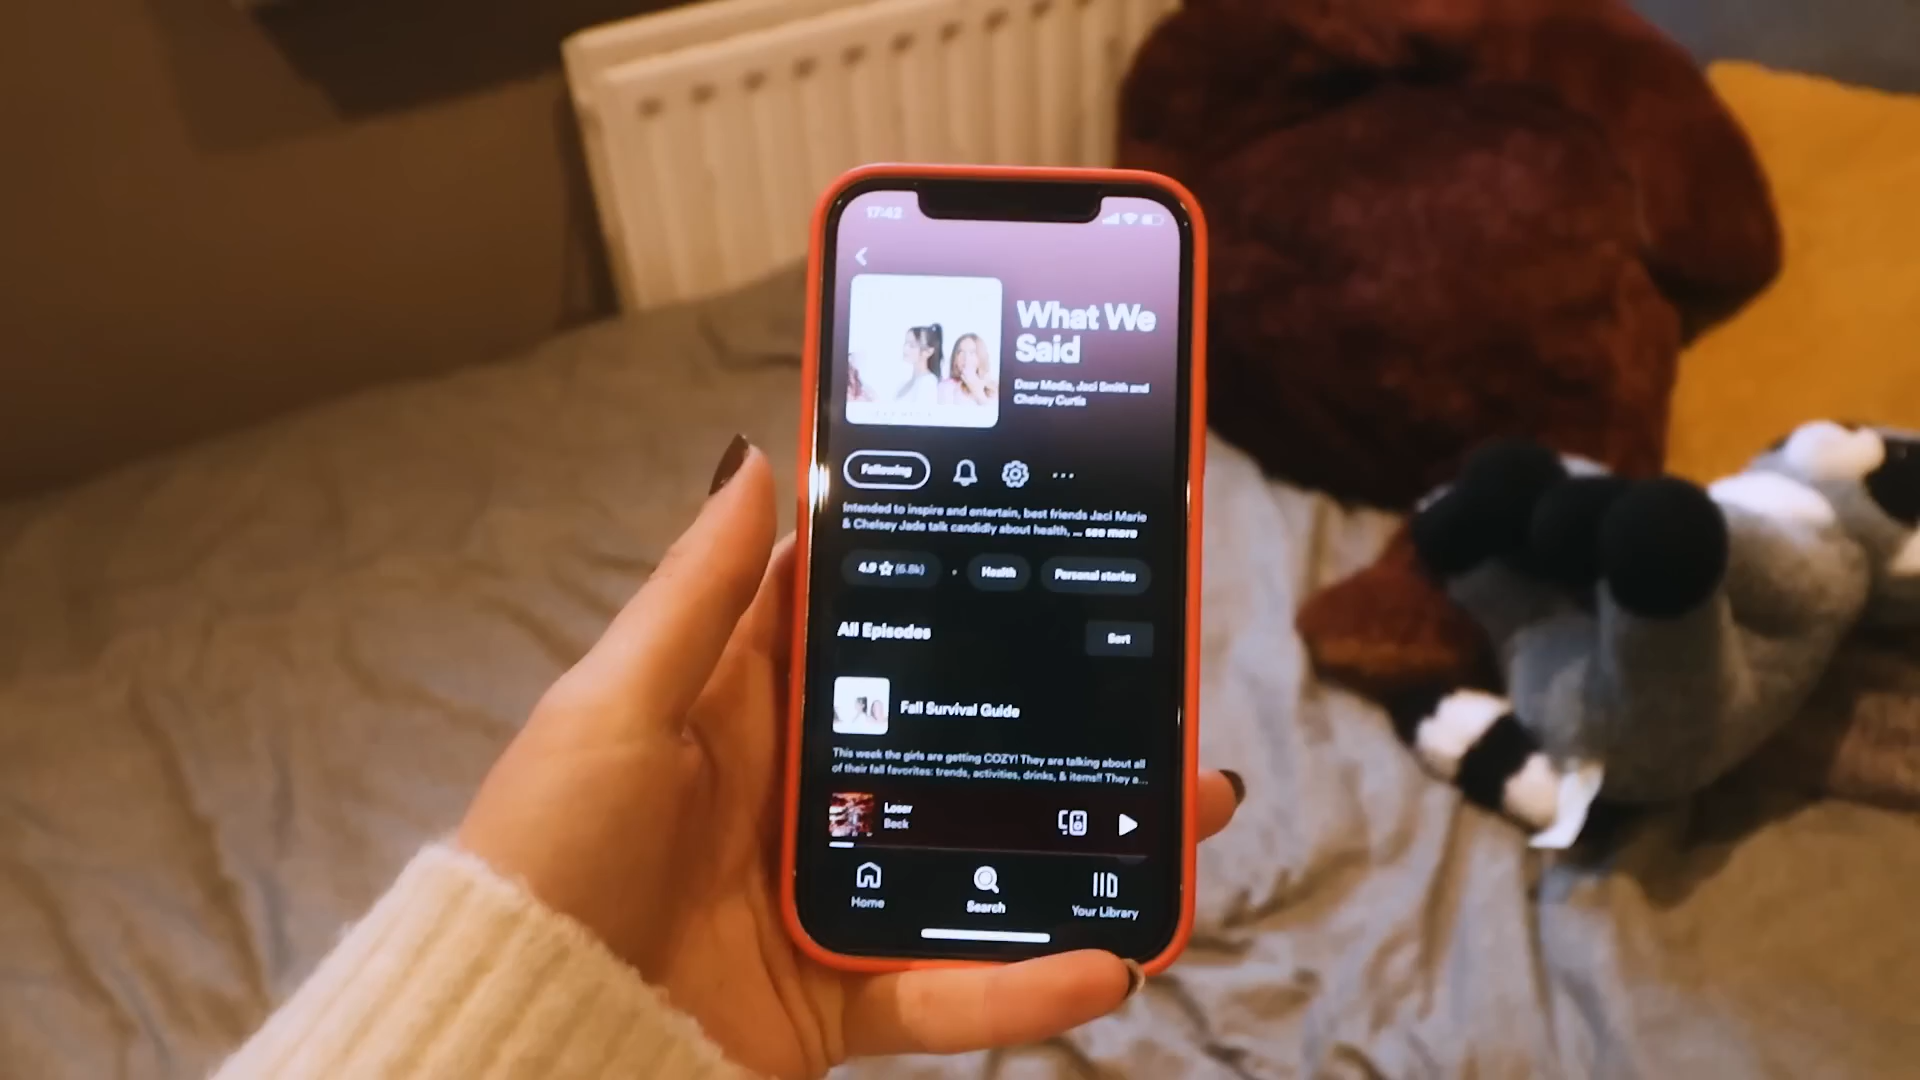 17:42
What We
Said
Dear Media, Jaci Smith and
Chelsey Curtis
Following
Intended to inspire and entertain, best friends Jaci Marie
& Chelsey Jade talk candidly about health, ... see more
4.9 (6.8k)
Health
Personal stories
All Episodes
Sort
Fall Survival Guide
This week the girls are getting COZY! They are talking about all
of their fall favorites: trends, activities, drinks, & items!! They a...
Loser
Beck
Home
Search
Your Library